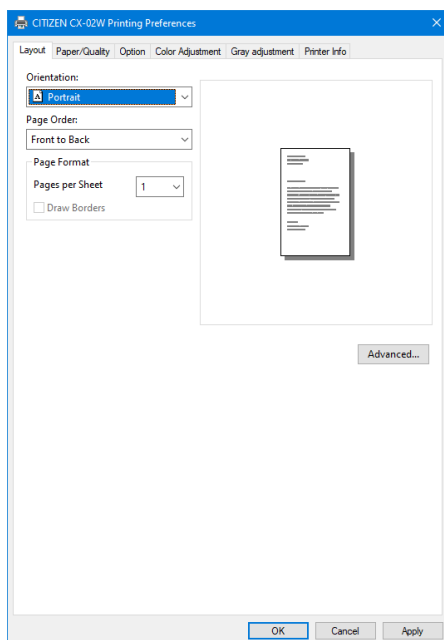 CITIZEN CX-02W Printing Preferences
Layout Paper/Quality Option Color Adjustment Gray adjustment Printer Info
Orientation:
A Portrait
Page Order:
Front to Back
Page Format
Pages per Sheet 1
Draw Borders
Advanced...
OK Cancel Apply